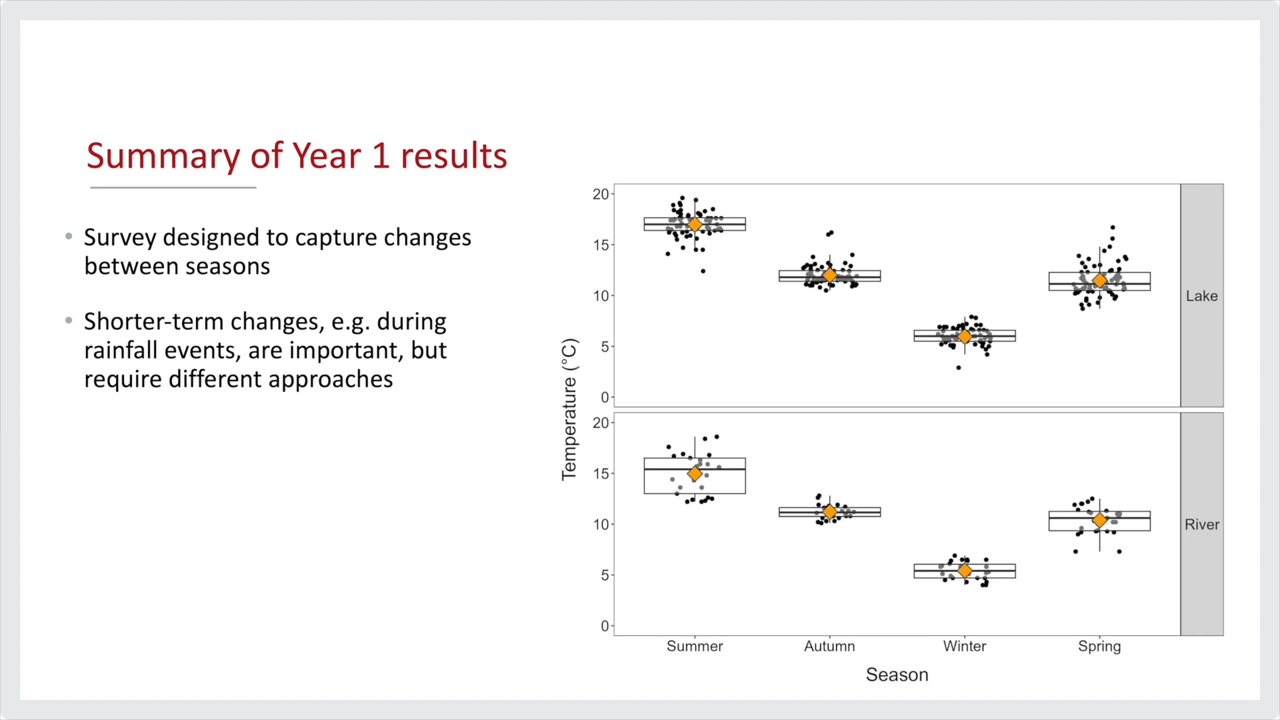 Summary of Year 1 results
• Survey designed to capture changes
between seasons
• Shorter-term changes, e.g. during
rainfall events, are important, but
require different approaches
Temperature (°C)
20
15
10
5
0
Lake
20
15
10
5
0
River
Summer Autumn Winter Spring
Season